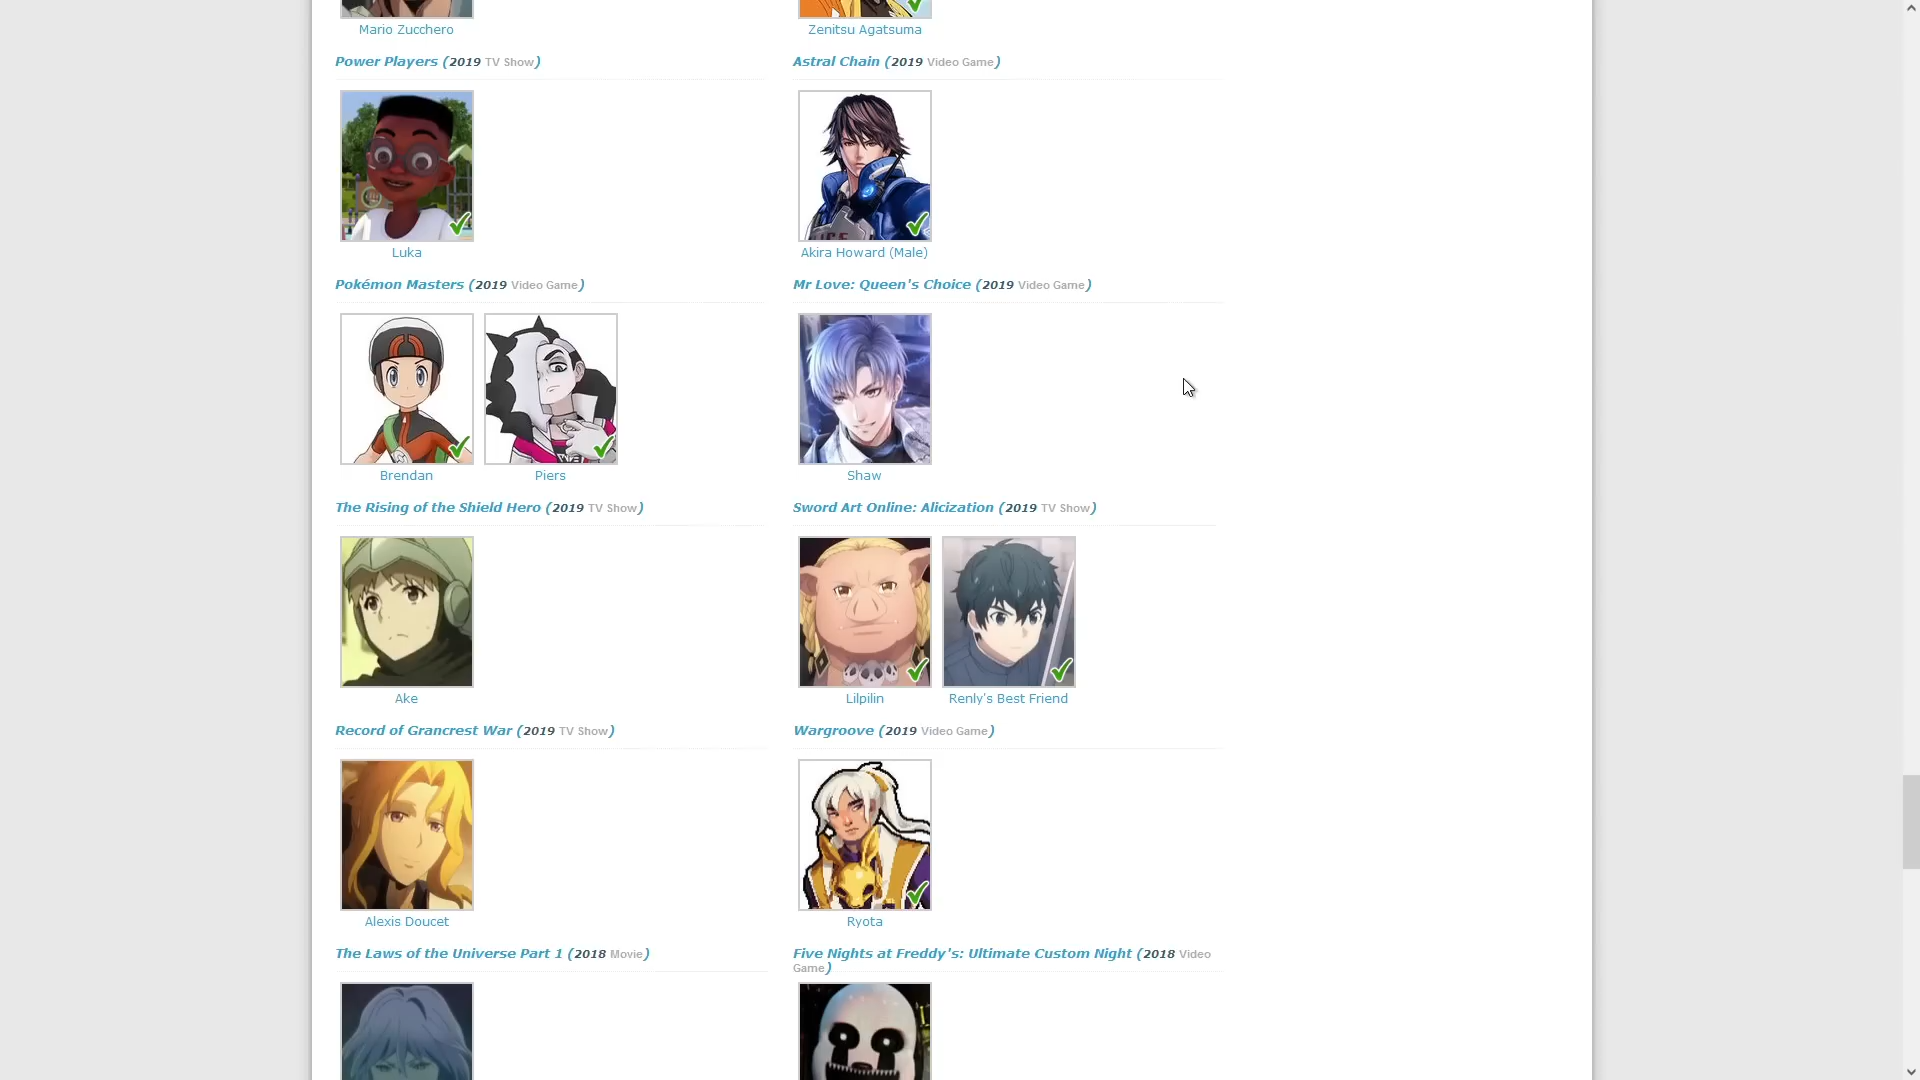 Mario Zucchero
Zenitsu Agatsuma
Power Players (2019 TV Show)
Astral Chain (2019 Video Game)
Luka
Akira Howard (Male)
Pokémon Masters (2019 Video Game)
Mr Love: Queen's Choice (2019 Video Game)
Brendan
Piers
Shaw
The Rising of the Shield Hero (2019 TV Show)
Sword Art Online: Alicization (2019 TV Show)
Ake
Lilpilin
Renly's Best Friend
Record of Grancrest War (2019 TV Show)
Wargroove (2019 Video Game)
Alexis Doucet
Ryota
The Laws of the Universe Part 1 (2018 Movie)
Five Nights at Freddy's: Ultimate Custom Night (2018 Video
Game)